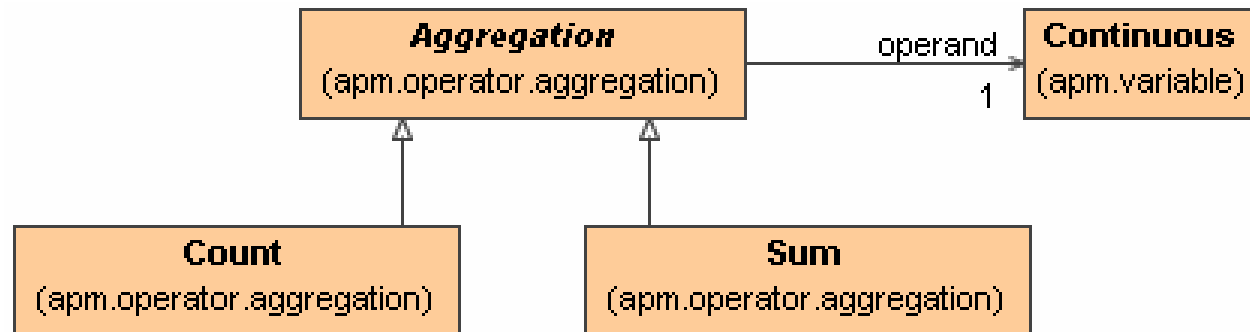 Aggregation
(apm.operator.aggregation)
operand
1
Continuous
(apm.variable)
Count
(apm.operator.aggregation)
Sum
(apm.operator.aggregation)